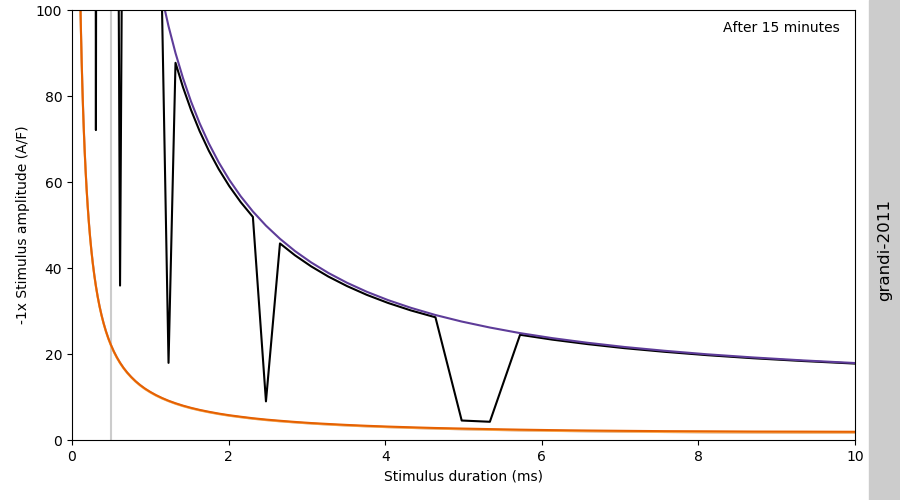 After 15 minutes
100
80
60
40
20
0
-1x Stimulus amplitude (A/F)
0 2 4 6 8 10
Stimulus duration (ms)
grandi-2011